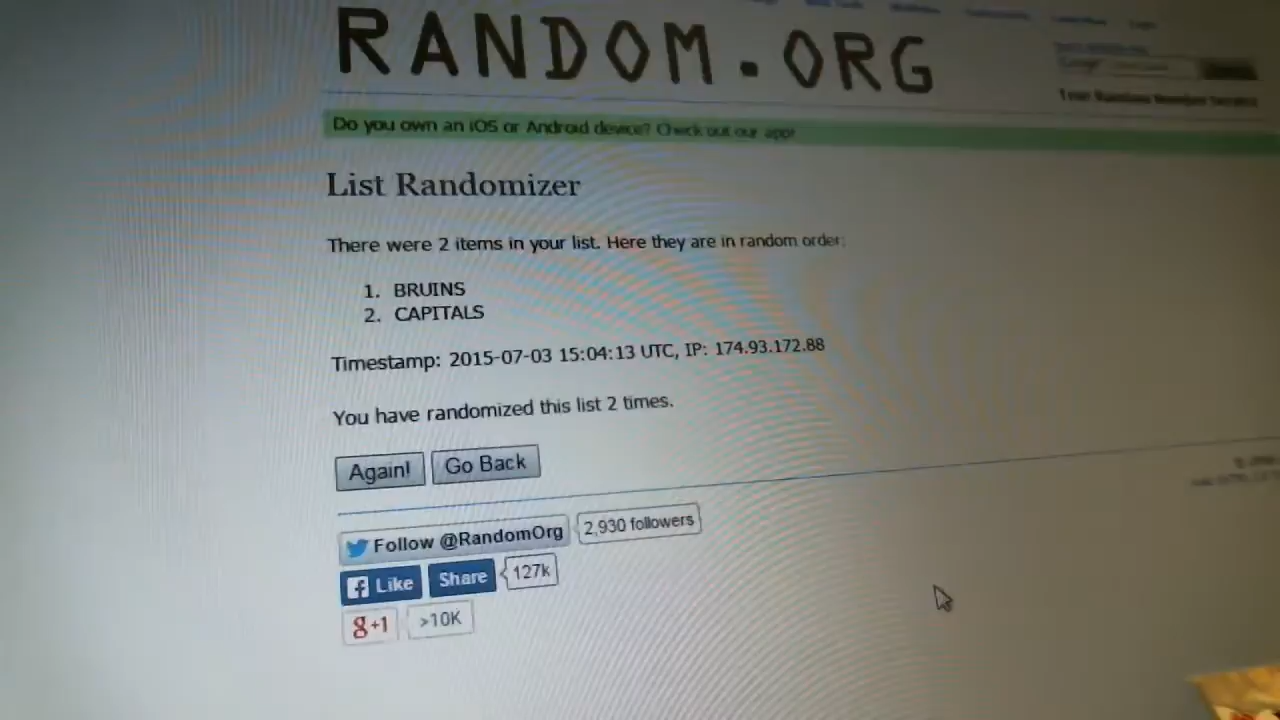 RANDOM.ORG
Google
Do you own an iOS or Android device? Check out our app!
List Randomizer
There were 2 items in your list. Here they are in random order:
1. BRUINS
2. CAPITALS
Timestamp: 2015-07-03 15:04:13 UTC, IP: 174.93.172.88
You have randomized this list 2 times.
Again! Go Back
Follow @RandomOrg 2,930 followers
Like Share 127k
g+1 >10K